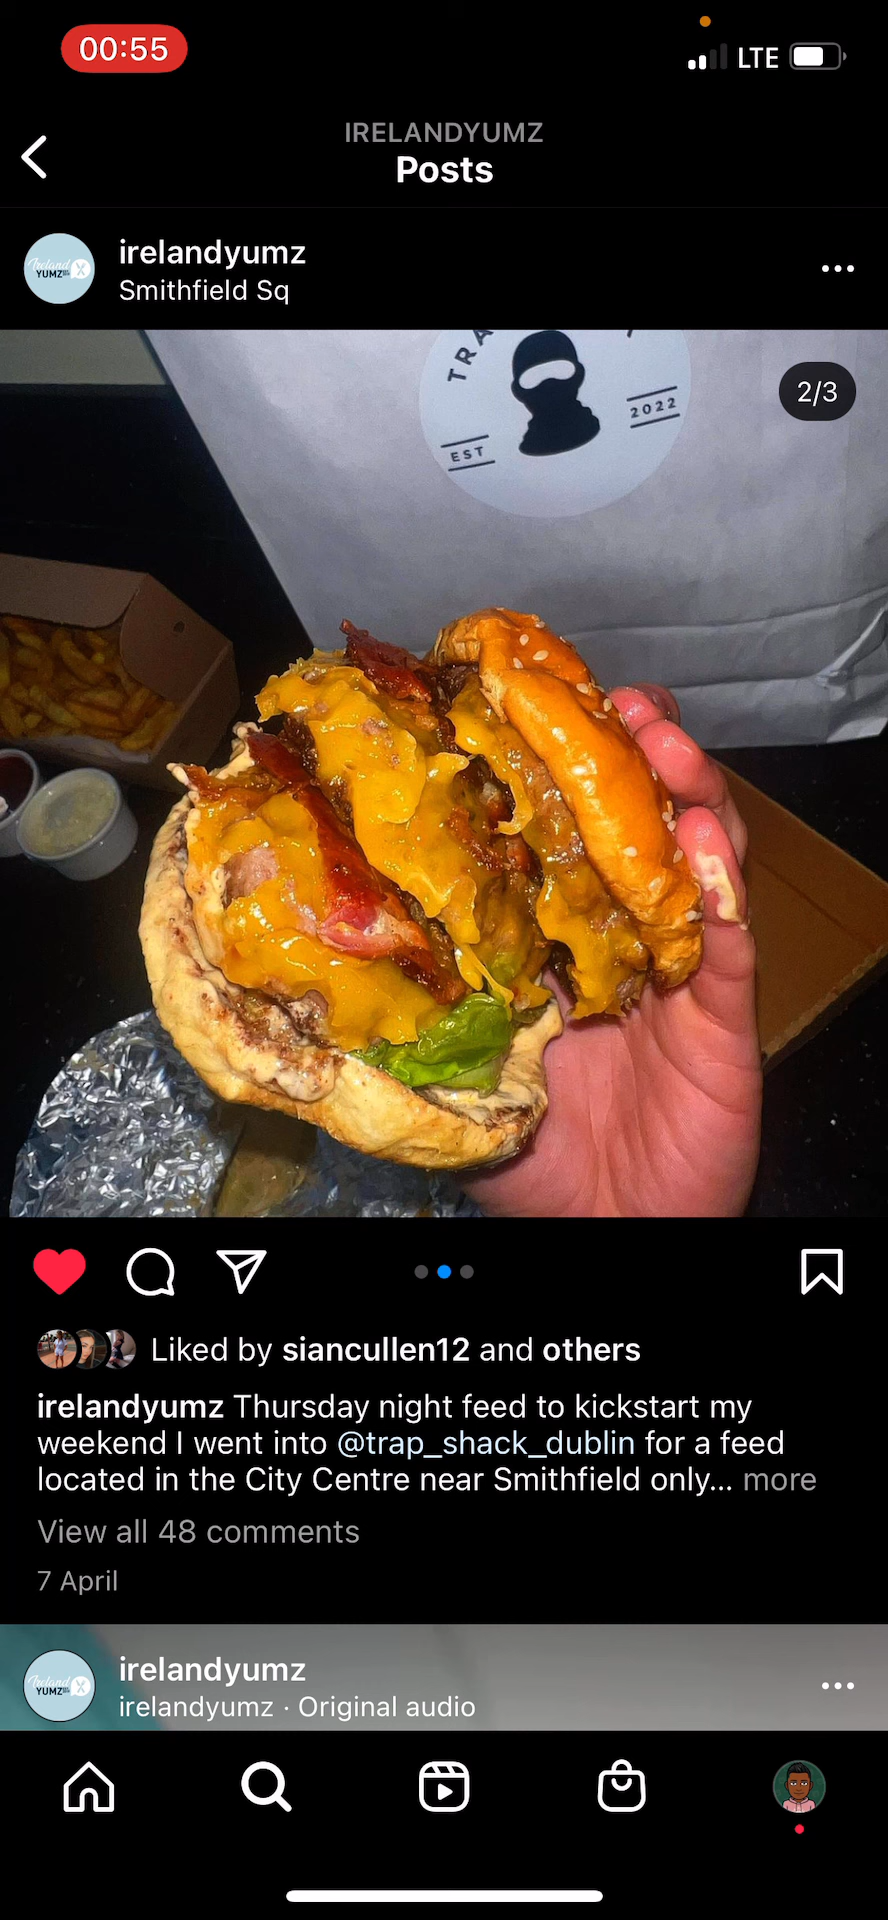 00:55
LTE
IRELANDYUMZ
Posts
irelandyumz
Smithfield Sq
2/3
TRA
EST
2022
Liked by siancullen12 and others
irelandyumz Thursday night feed to kickstart my
weekend I went into @trap_shack_dublin for a feed
located in the City Centre near Smithfield only... more
View all 48 comments
7 April
irelandyumz
irelandyumz · Original audio